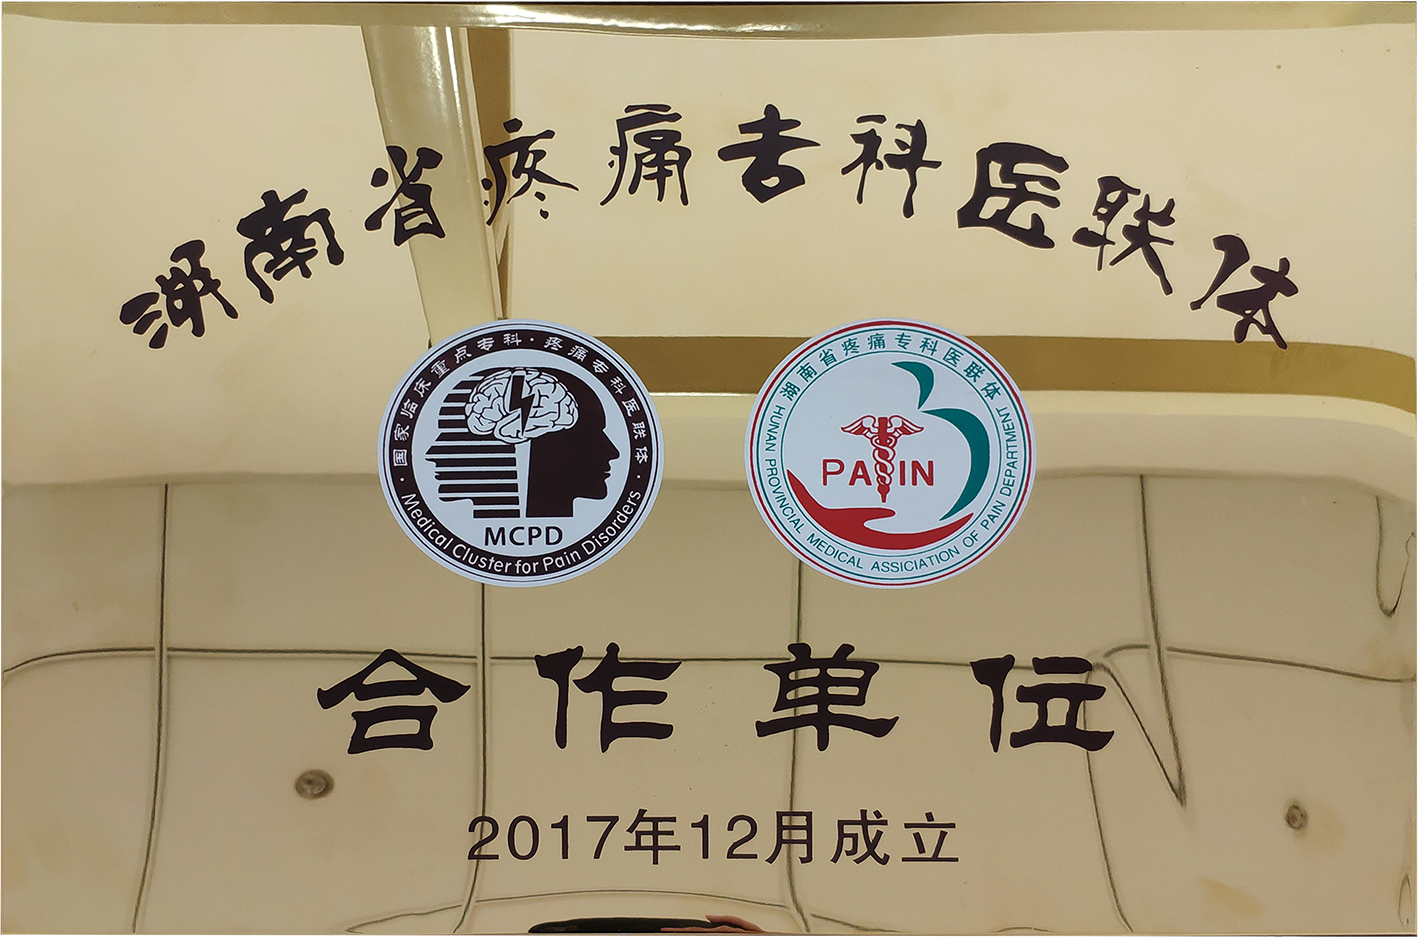 湖南省疼痛专科医联体
·国家临床重点专科·疼痛专科医联体·
MCPD
Medical Cluster for Pain Disorders
湖南省疼痛专科医联体
PAIN
HUNAN PROVINCIAL MEDICAL ASSICIATION OF PAIN DEPARTMENT
合作单位
2017年12月成立